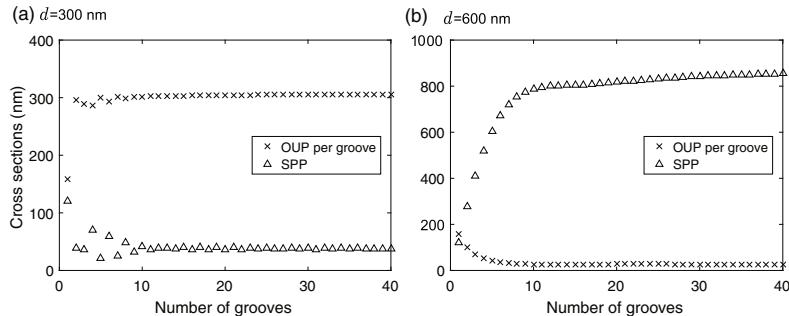 (a) d=300 nm
400
300
200
100
0
Cross sections (nm)
× OUP per groove
△ SPP
0 10 20 30 40
Number of grooves
(b) d=600 nm
1000
800
600
400
200
0
× OUP per groove
△ SPP
0 10 20 30 40
Number of grooves